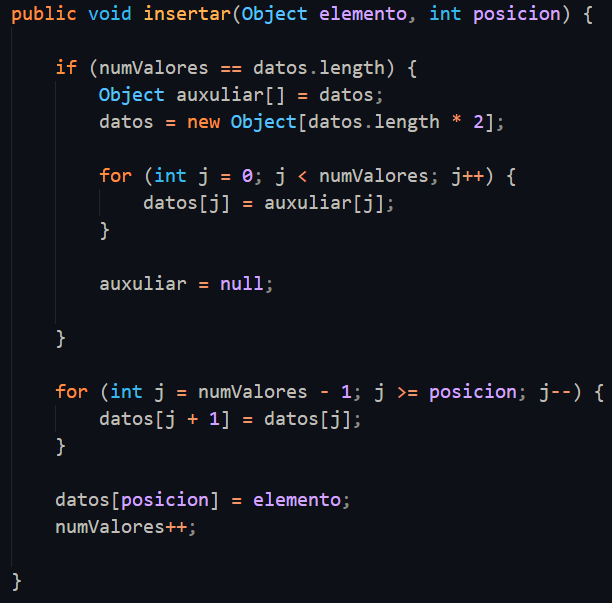 public void insertar(Object elemento, int posicion) {
if (numValores == datos.length) {
Object auxuliar[] = datos;
datos = new Object[datos.length * 2];
for (int j = 0; j < numValores; j++) {
datos[j] = auxuliar[j];
}
auxuliar = null;
}
for (int j = numValores - 1; j >= posicion; j--) {
datos[j + 1] = datos[j];
}
datos[posicion] = elemento;
numValores++;
}